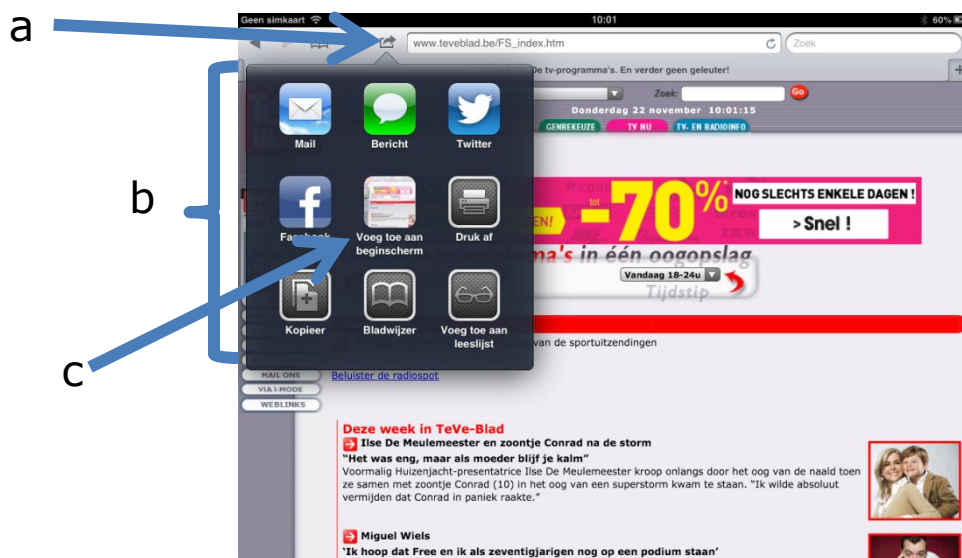 a
Geen simkaart
10:01
60%
www.teveblad.be/FS_index.htm
Zoek
De tv-programma's. En verder geen geleuter!
b
Mail
Bericht
Twitter
Facebook
Voeg toe aan
beginscherm
Druk af
Kopieer
Bladwijzer
Voeg toe aan
leeslijst
c
Zoek:
Go
Donderdag 22 november 10:01:15
GENREKEUZE
TV NU
TV- EN RADIOINFO
tot
-70%
NOG SLECHTS ENKELE DAGEN !
> Snel !
ma's in één oogopslag
Vandaag 18-24u
Tijdstip
van de sportuitzendingen
MAIL ONS
Beluister de radiospot
VIA I-MODE
WEBLINKS
Deze week in TeVe-Blad
Ilse De Meulemeester en zoontje Conrad na de storm
“Het was eng, maar als moeder blijf je kalm”
Voormalig Huizenjacht-presentatrice Ilse De Meulemeester kroop onlangs door het oog van de naald toen
ze samen met zoontje Conrad (10) in het oog van een superstorm kwam te staan. “Ik wilde absoluut
vermijden dat Conrad in paniek raakte.”
Miguel Wiels
'Ik hoop dat Free en ik als zeventigjarigen nog op een podium staan'